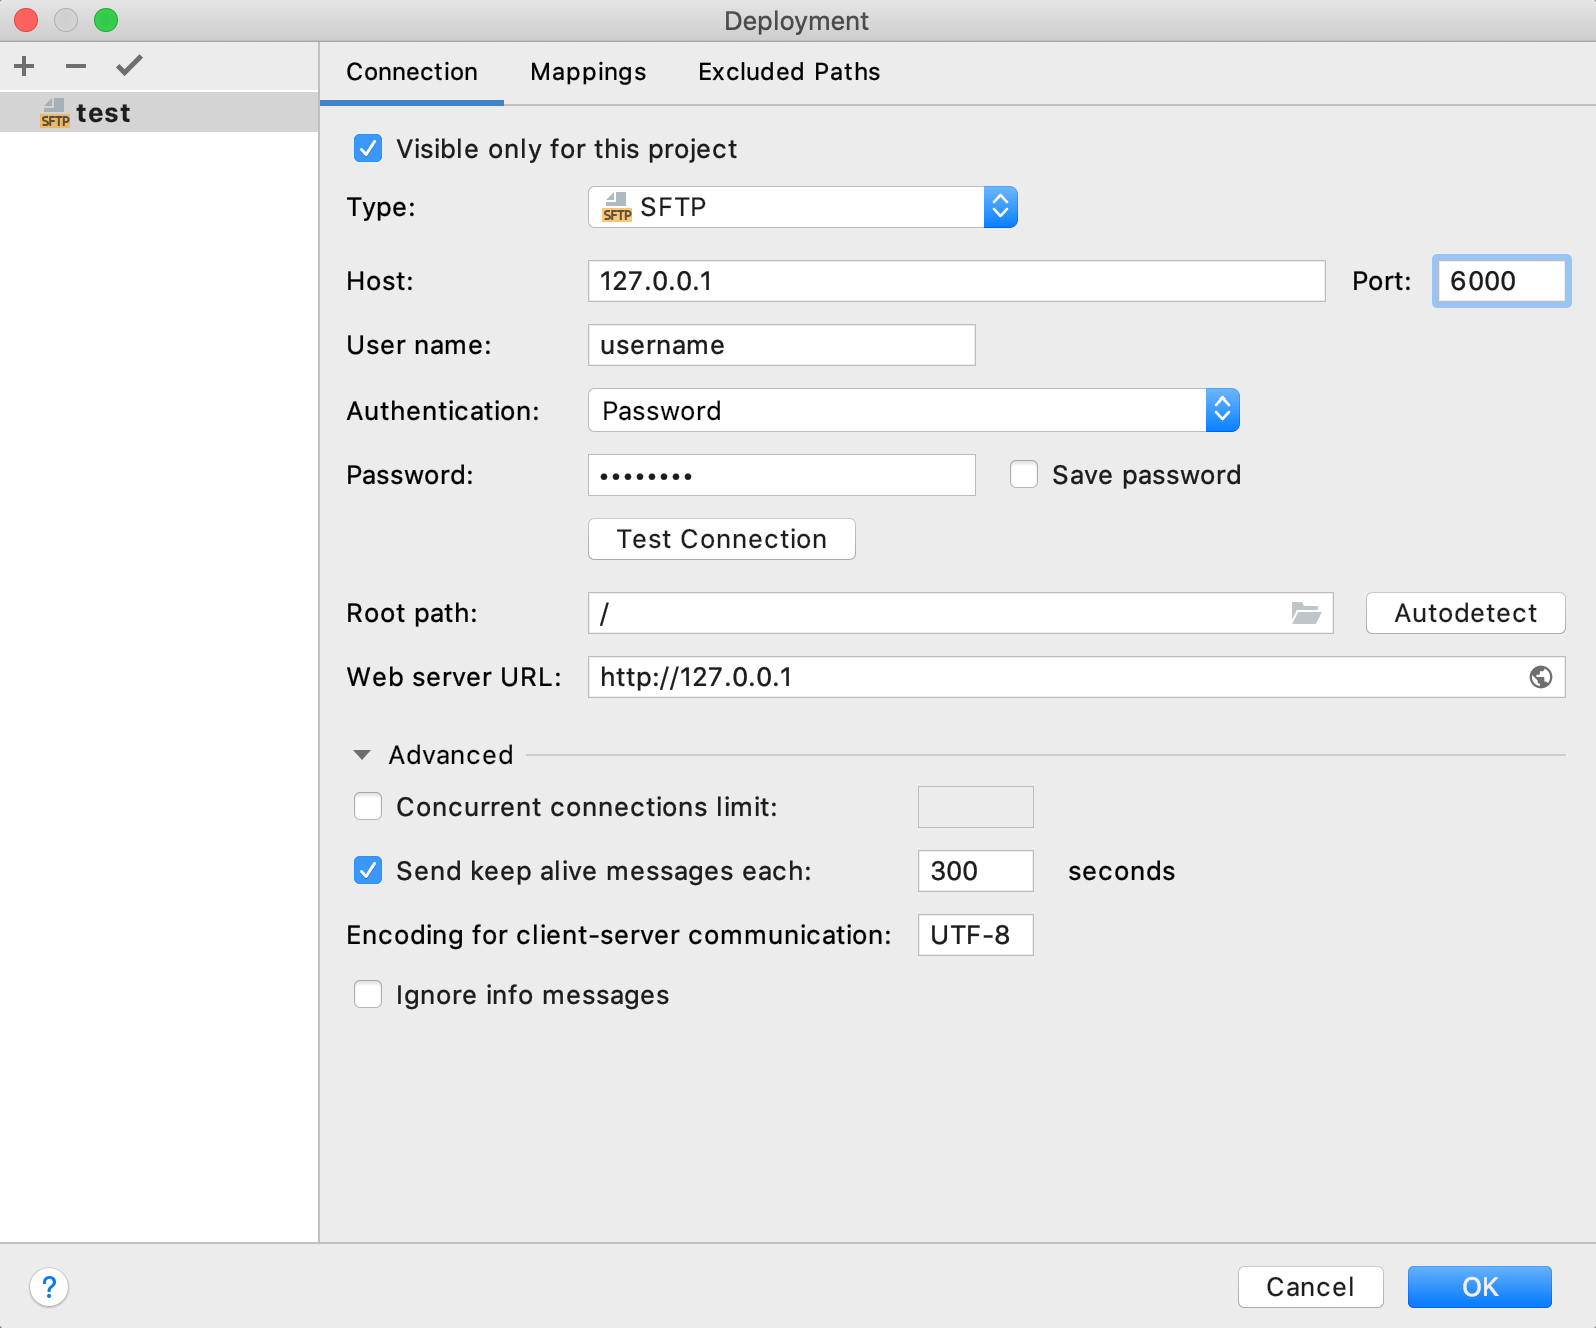 Deployment
Connection Mappings Excluded Paths
SFTP test
Visible only for this project
Type: SFTP SFTP
Host: 127.0.0.1 Port: 6000
User name: username
Authentication: Password
Password: •••••••• Save password
Test Connection
Root path: / Autodetect
Web server URL: http://127.0.0.1
Advanced
Concurrent connections limit:
Send keep alive messages each: 300 seconds
Encoding for client-server communication: UTF-8
Ignore info messages
? Cancel OK